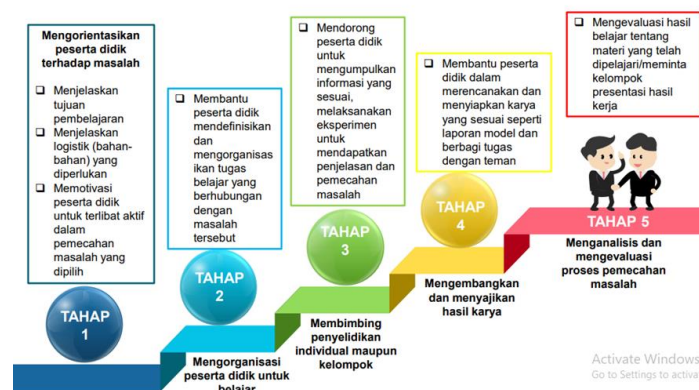 Mengorientasikan
peserta didik
terhadap masalah
❑ Menjelaskan
tujuan
pembelajaran
❑ Menjelaskan
logistik (bahan-
bahan) yang
diperlukan
❑ Memotivasi
peserta didik
untuk terlibat aktif
dalam
pemecahan
masalah yang
dipilih
TAHAP
1
❑ Membantu
peserta didik
mendefinisikan
dan
mengorganisas
ikan tugas
belajar yang
berhubungan
dengan
masalah
tersebut
TAHAP
2
Mengorganisasi
peserta didik untuk
belajar
❑ Mendorong
peserta didik
untuk
mengumpulkan
informasi yang
sesuai,
melaksanakan
eksperimen
untuk
mendapatkan
penjelasan dan
pemecahan
masalah
TAHAP
3
Membimbing
penyelidikan
individual maupun
kelompok
❑ Membantu peserta
didik dalam
merencanakan dan
menyiapkan karya
yang sesuai seperti
laporan model dan
berbagi tugas
dengan teman
TAHAP
4
Mengembangkan
dan menyajikan
hasil karya
❑ Mengevaluasi hasil
belajar tentang
materi yang telah
dipelajari/meminta
kelompok
presentasi hasil
kerja
TAHAP 5
Menganalisis dan
mengevaluasi
proses pemecahan
masalah
Activate Windows
Go to Settings to activa